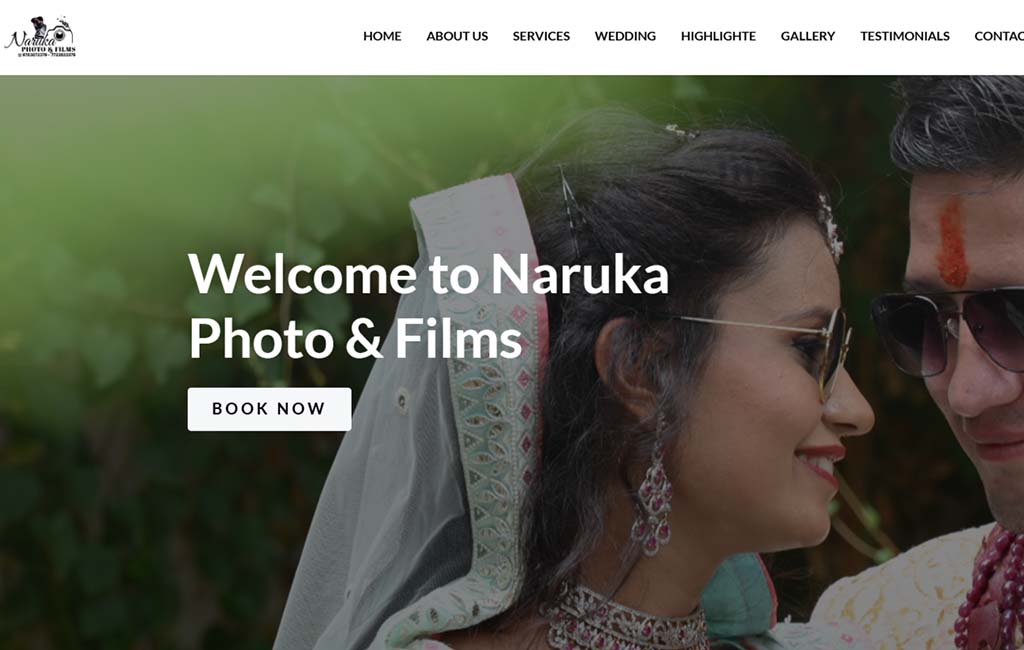 Naruka
PHOTO & FILMS
HOME ABOUT US SERVICES WEDDING HIGHLIGHTE GALLERY TESTIMONIALS CONTAC
Welcome to Naruka
Photo & Films
BOOK NOW